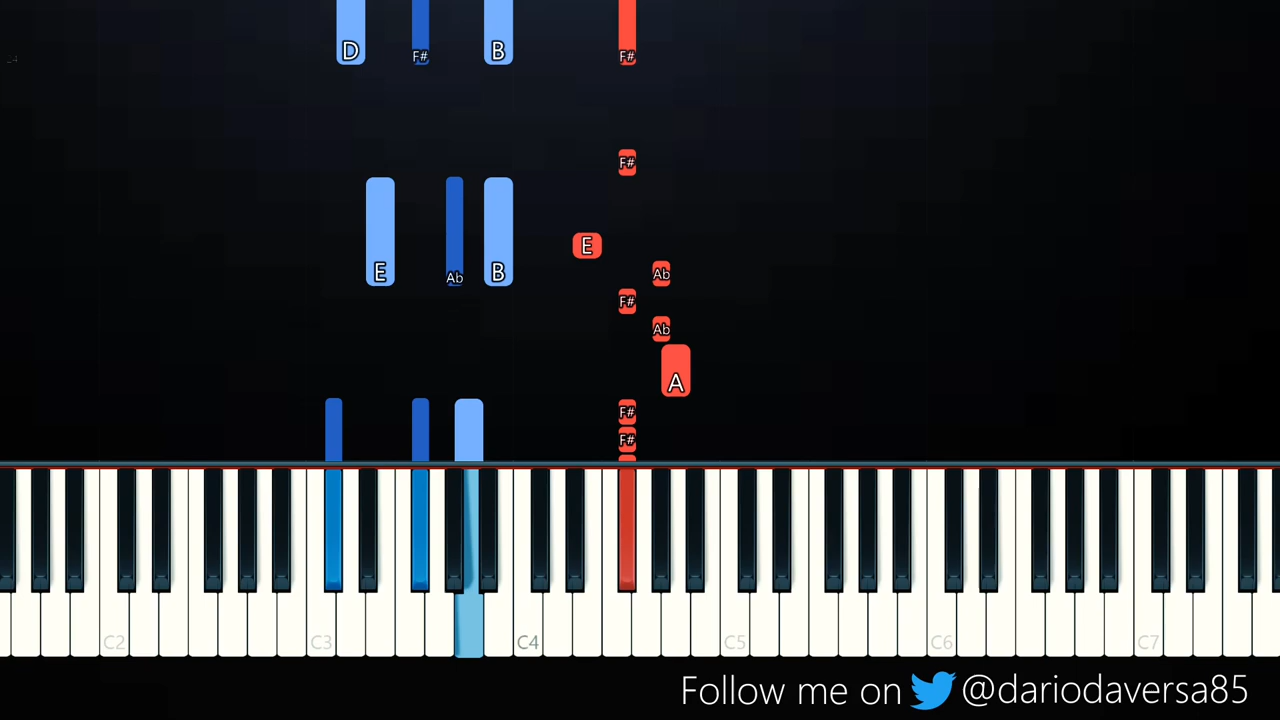 D F# B F#
F#
E
E Ab B Ab
F#
Ab
A
F#
F#
C2 C3 C4 C5 C6 C7
Follow me on @dariodaversa85